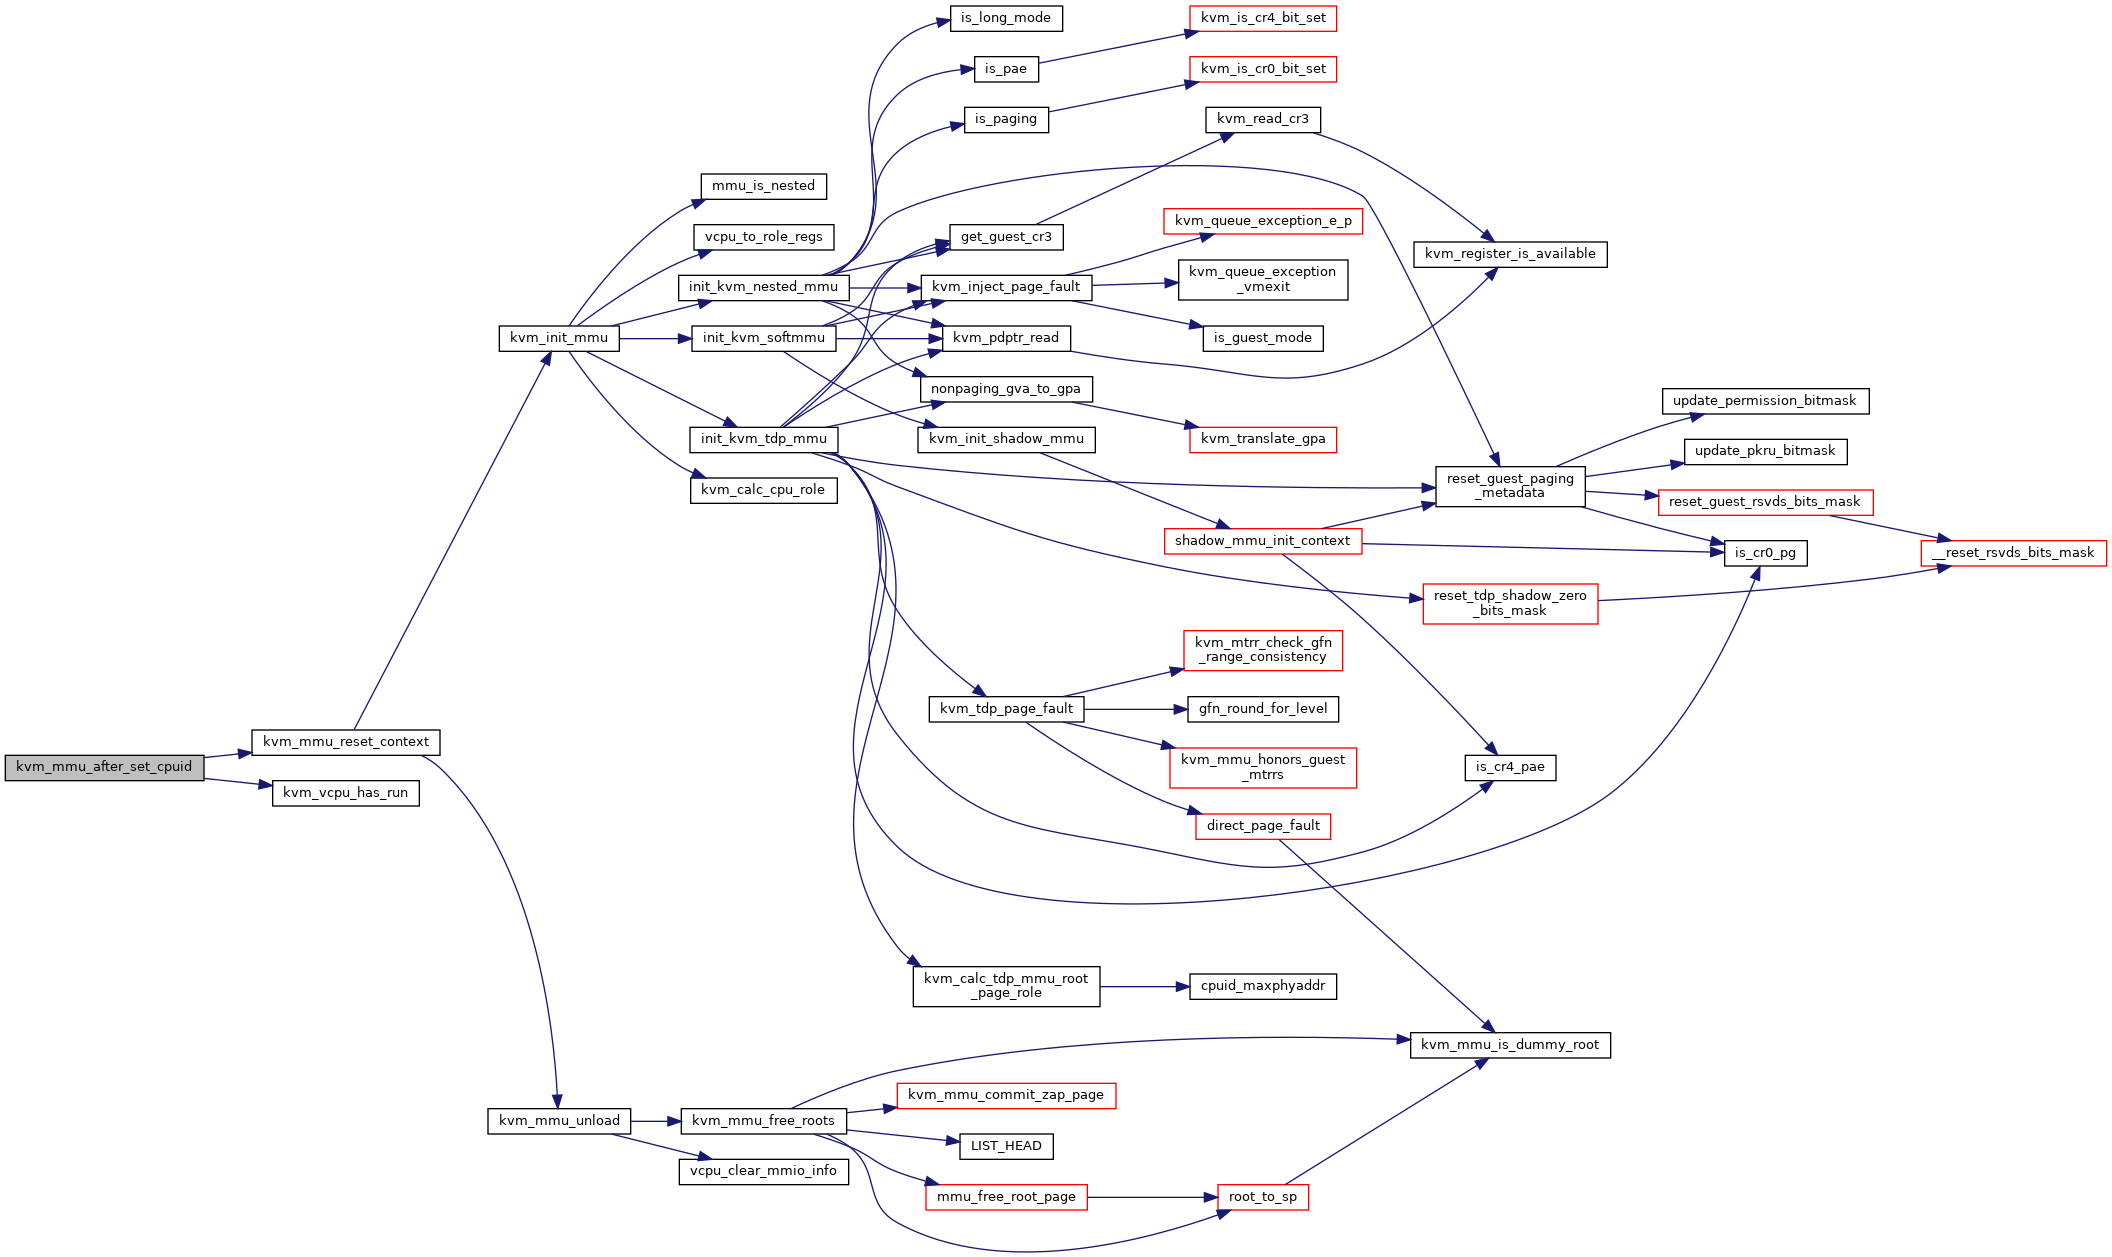 kvm_mmu_after_set_cpuid
kvm_mmu_reset_context
kvm_vcpu_has_run
kvm_init_mmu
kvm_mmu_unload
mmu_is_nested
vcpu_to_role_regs
init_kvm_nested_mmu
init_kvm_softmmu
init_kvm_tdp_mmu
kvm_calc_cpu_role
kvm_mmu_free_roots
vcpu_clear_mmio_info
is_long_mode
is_pae
is_paging
get_guest_cr3
kvm_inject_page_fault
kvm_pdptr_read
nonpaging_gva_to_gpa
kvm_init_shadow_mmu
kvm_tdp_page_fault
kvm_calc_tdp_mmu_root
_page_role
kvm_mmu_commit_zap_page
LIST_HEAD
mmu_free_root_page
kvm_is_cr4_bit_set
kvm_is_cr0_bit_set
kvm_read_cr3
kvm_queue_exception_e_p
kvm_queue_exception
_vmexit
is_guest_mode
kvm_translate_gpa
shadow_mmu_init_context
kvm_mtrr_check_gfn
_range_consistency
gfn_round_for_level
kvm_mmu_honors_guest
_mtrrs
direct_page_fault
cpuid_maxphyaddr
root_to_sp
kvm_register_is_available
reset_guest_paging
_metadata
reset_tdp_shadow_zero
_bits_mask
is_cr4_pae
kvm_mmu_is_dummy_root
update_permission_bitmask
update_pkru_bitmask
reset_guest_rsvds_bits_mask
is_cr0_pg
__reset_rsvds_bits_mask